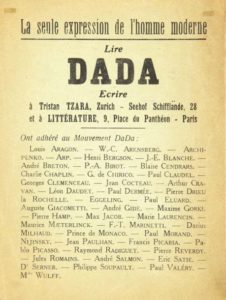 La seule expression de l'homme moderne
Lire
DADA
Ecrire
à Tristan TZARA, Zurich - Seehof Schifflände, 28
et à LITTÉRATURE, 9, Place du Panthéon - Paris
Ont adhéré au Mouvement DaDa :
Louis ARAGON. — W.-C. ARENSBERG. — ARCHI-
PENKO. — ARP. — Henri BERGSON. — J.-E. BLANCHE.
— André BRETON. — P.-A. BIROT. — Blaise CENDRARS. —
Charlie CHAPLIN. — G. de CHIRICO. — Paul CLAUDEL. —
Georges CLEMENCEAU. — Jean COCTEAU. — Arthur CRA-
VAN. — Léon DAUDET. — Paul DERMÉE. — Pierre DRIEU
la ROCHELLE. — EGGELING. — Paul ELUARD. —
Auguste GIACOMETTI. — André GIDE. — Maxime GORKI. —
Pierre HAMP. — Max JACOB. — Marie LAURENCIN. —
Maurice METERLINCK. — F.-T. MARINETTI. — Darius
MILHAUD. — Prince de MONACO. — Paul MORAND. —
NIJINSKY. — Jean PAULHAN. — Francis PICABIA. — Pa-
blo PICASSO. — Raymond RADIGUET. — Pierre REVERDY. —
Jules ROMAINS. — André SALMON. — Eric SATIE. —
Dr SERNER. — Philippe SOUPAULT. — Paul VALÉRY. —
Me WULFF.